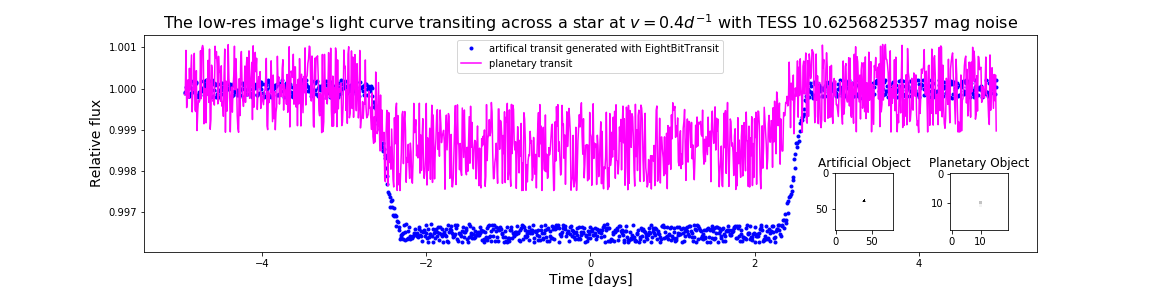 The low-res image's light curve transiting across a star at v = 0.4d⁻¹ with TESS 10.6256825357 mag noise
artifical transit generated with EightBitTransit
planetary transit
Relative flux
1.001
1.000
0.999
0.998
0.997
Artificial Object
0
50
0 50
Planetary Object
0
10
0 10
−4 −2 0 2 4
Time [days]